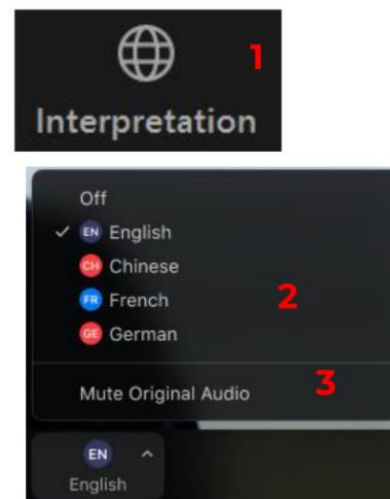 1
Interpretation
Off
EN English
CH Chinese
FR French
2
GE German
Mute Original Audio 3
EN
English